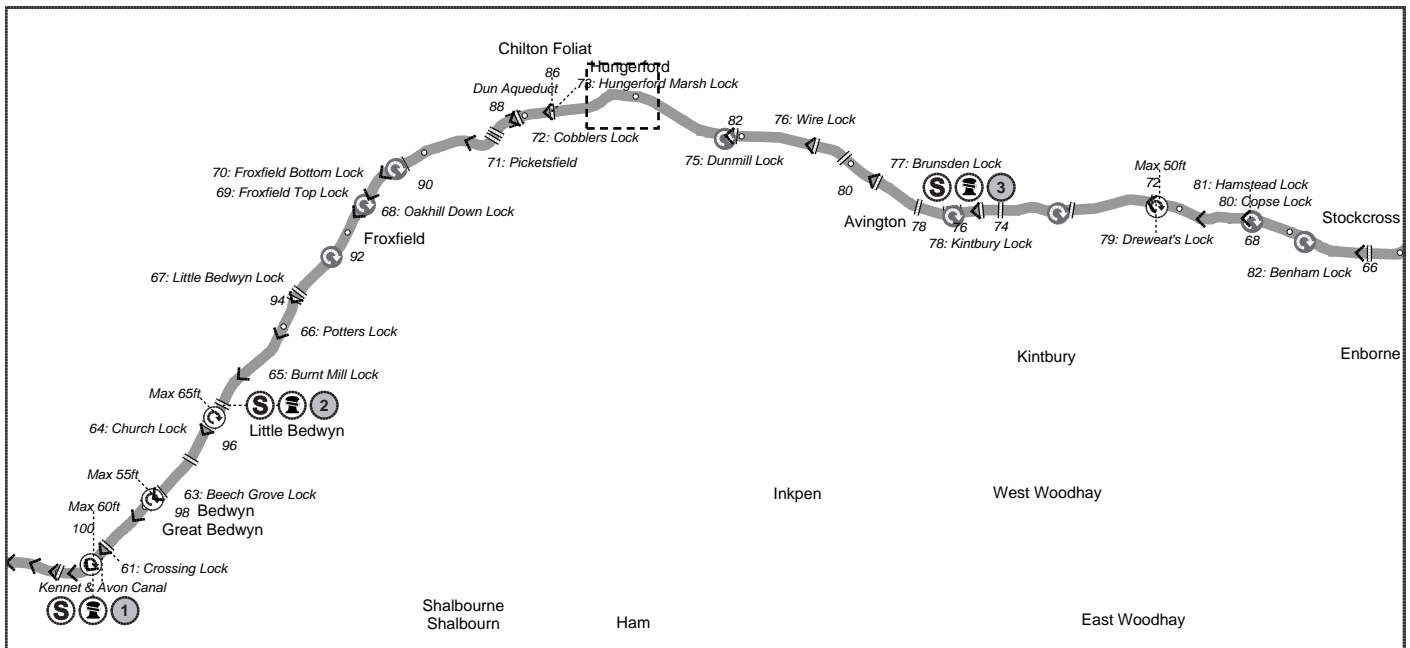 Chilton Foliat
Hungerford
86
73: Hungerford Marsh Lock
Dun Aqueduct
88
72: Cobblers Lock
82
76: Wire Lock
71: Picketsfield
75: Dunmill Lock
77: Brunsden Lock
70: Froxfield Bottom Lock
90
S
3
Max 50ft
72
81: Hamstead Lock
69: Froxfield Top Lock
80
80: Copse Lock
68: Oakhill Down Lock
Avington
78
76
74
68
Stockcross
Froxfield
78: Kintbury Lock
79: Dreweat's Lock
92
82: Benham Lock
66
67: Little Bedwyn Lock
94
66: Potters Lock
Kintbury
Enborne
65: Burnt Mill Lock
Max 65ft
S
2
64: Church Lock
Little Bedwyn
96
Max 55ft
63: Beech Grove Lock
Inkpen
West Woodhay
Max 60ft
98
Bedwyn
100
Great Bedwyn
61: Crossing Lock
Kennet & Avon Canal
S
1
Shalbourne
Shalbourn
Ham
East Woodhay